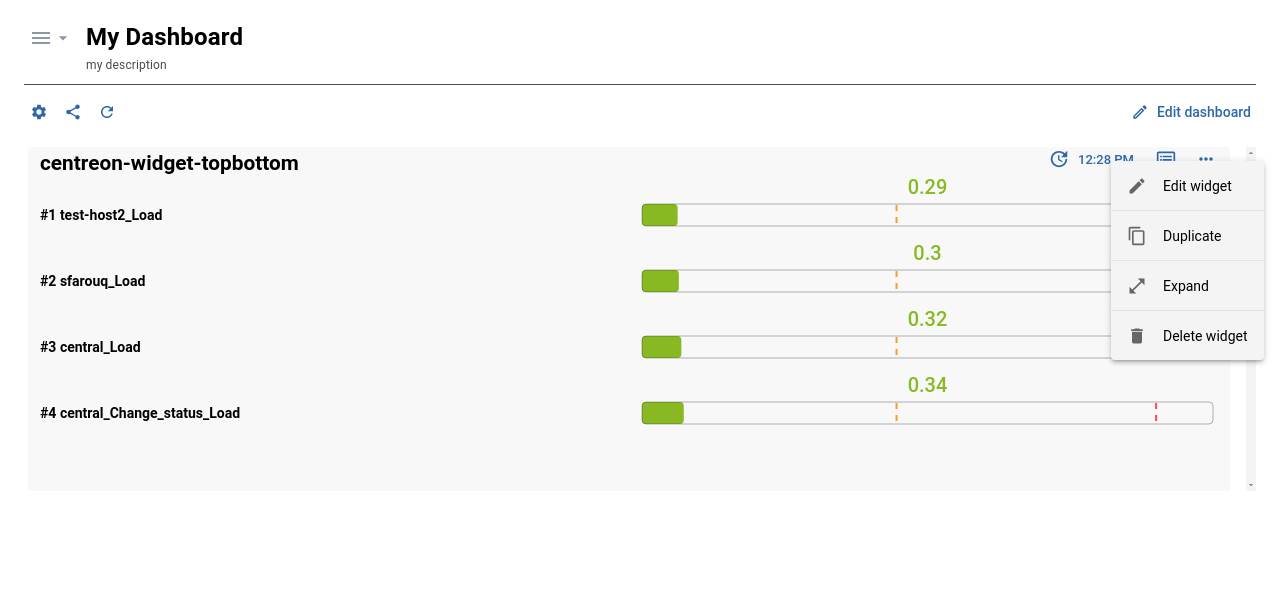 My Dashboard
my description
Edit dashboard
centreon-widget-topbottom
12:28 PM
Edit widget
Duplicate
Expand
Delete widget
0.29
#1 test-host2_Load
0.3
#2 sfarouq_Load
0.32
#3 central_Load
0.34
#4 central_Change_status_Load